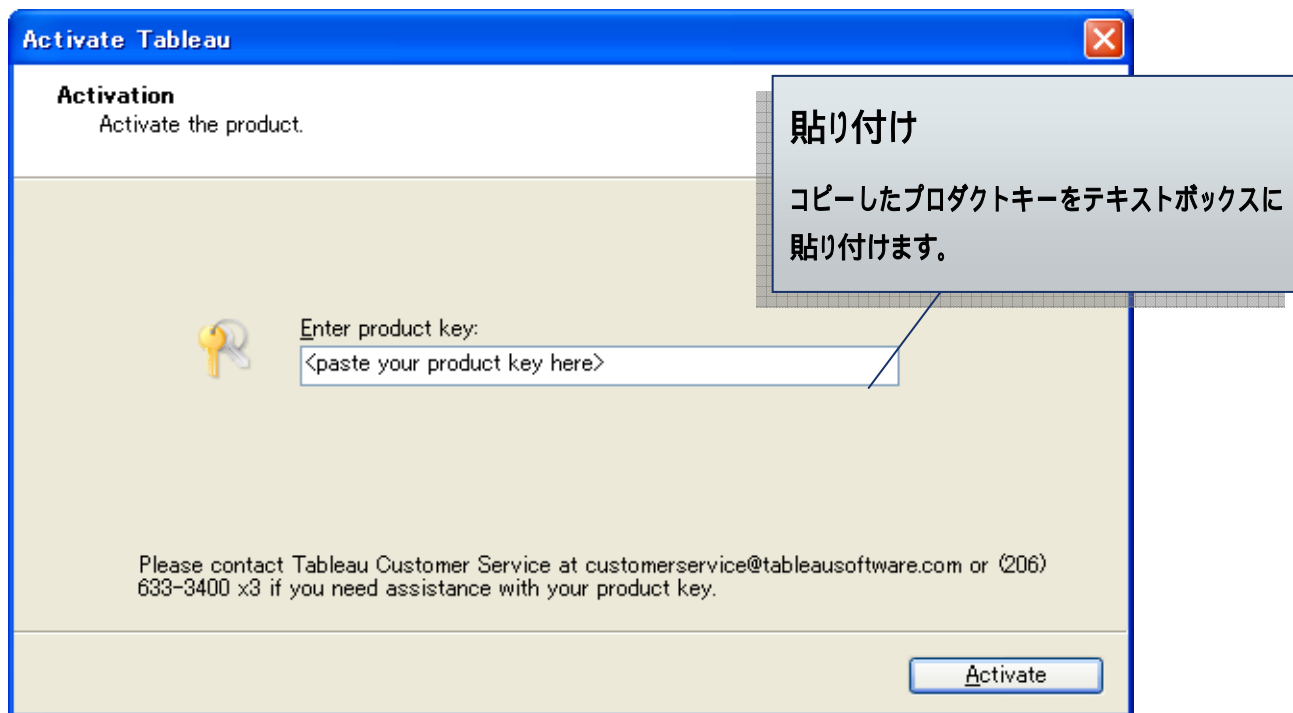 Activate Tableau
Activation
Activate the product.
貼り付け
コピーしたプロダクトキーをテキストボックスに
貼り付けます。
Enter product key:
<paste your product key here>
Please contact Tableau Customer Service at customerservice@tableausoftware.com or (206)
633-3400 x3 if you need assistance with your product key.
Activate